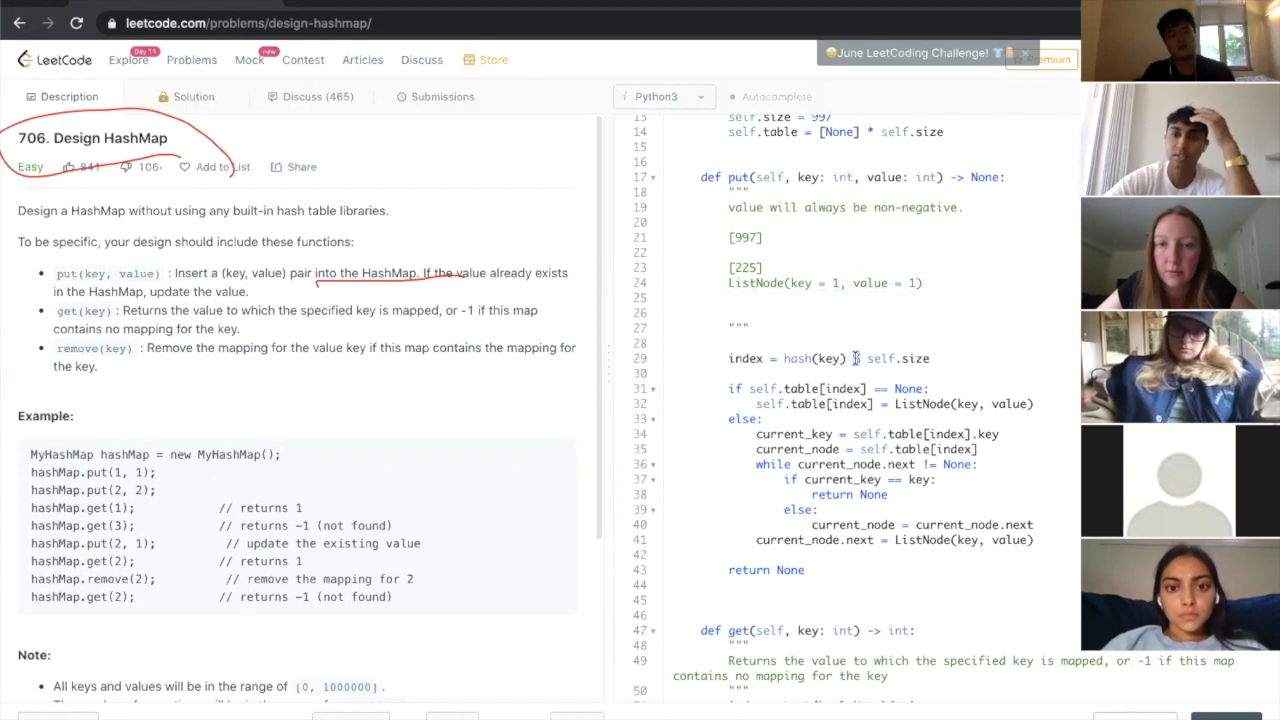 leetcode.com/problems/design-hashmap/
LeetCode
Explore
Day 11
Problems
Mock
new
Contest
Articles
Discuss
Store
June LeetCoding Challenge!
Premium
Description
Solution
Discuss (465)
Submissions
i Python3
Autocomplete
706. Design HashMap
Easy
841
106
Add to List
Share
Design a HashMap without using any built-in hash table libraries.
To be specific, your design should include these functions:
put(key, value) : Insert a (key, value) pair into the HashMap. If the value already exists
in the HashMap, update the value.
get(key) : Returns the value to which the specified key is mapped, or -1 if this map
contains no mapping for the key.
remove(key) : Remove the mapping for the value key if this map contains the mapping for
the key.
Example:
MyHashMap hashMap = new MyHashMap();
hashMap.put(1, 1);
hashMap.put(2, 2);
hashMap.get(1); // returns 1
hashMap.get(3); // returns -1 (not found)
hashMap.put(2, 1); // update the existing value
hashMap.get(2); // returns 1
hashMap.remove(2); // remove the mapping for 2
hashMap.get(2); // returns -1 (not found)
Note:
All keys and values will be in the range of [0, 1000000].
13 self.size = 997
14 self.table = [None] * self.size
15
16
17 def put(self, key: int, value: int) -> None:
18 """
19 value will always be non-negative.
20
21 [997]
22
23 [225]
24 ListNode(key = 1, value = 1)
25
26
27 """
28
29 index = hash(key) self.size
30
31 if self.table[index] == None:
32 self.table[index] = ListNode(key, value)
33 else:
34 current_key = self.table[index].key
35 current_node = self.table[index]
36 while current_node.next != None:
37 if current_key == key:
38 return None
39 else:
40 current_node = current_node.next
41 current_node.next = ListNode(key, value)
42
43 return None
44
45
46
47 def get(self, key: int) -> int:
48 """
49 Returns the value to which the specified key is mapped, or -1 if this map
contains no mapping for the key
50 """